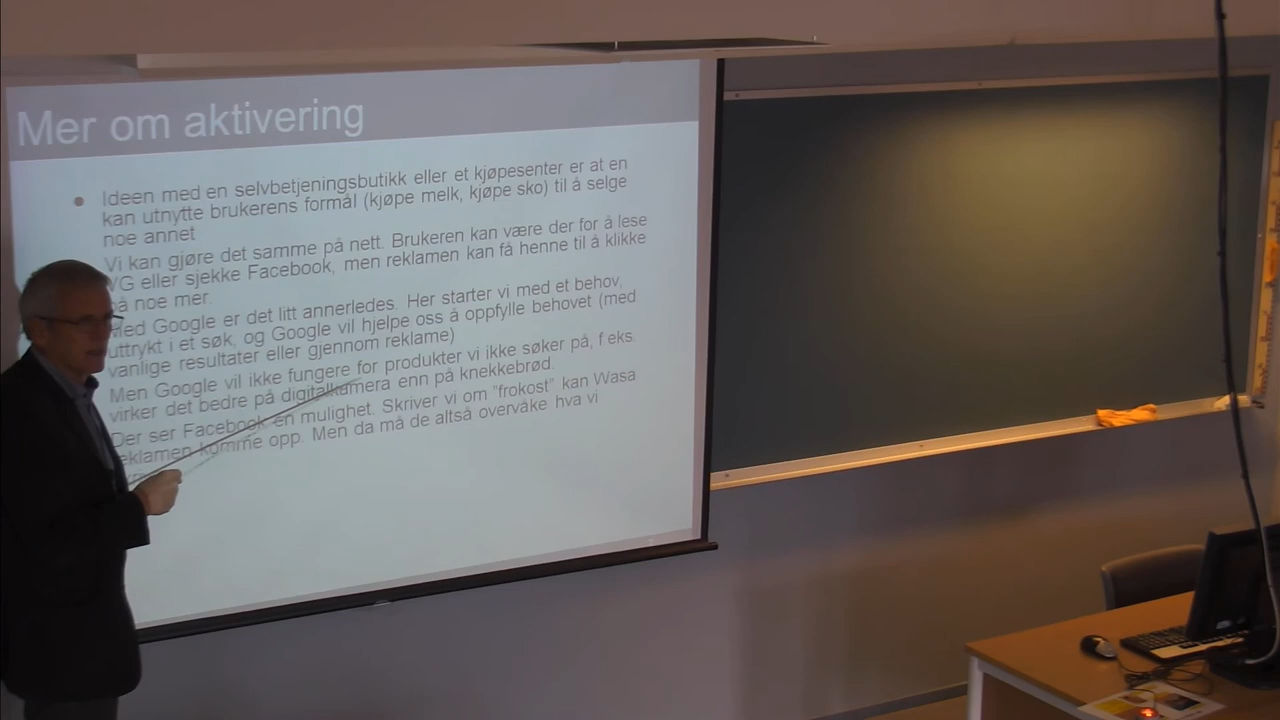 Mer om aktivering
Ideen med en selvbetjeningsbutikk eller et kjøpesenter er at en
kan utnytte brukerens formål (kjøpe melk, kjøpe sko) til å selge
noe annet
Vi kan gjøre det samme på nett. Brukeren kan være der for å lese
VG eller sjekke Facebook, men reklamen kan få henne til å klikke
på noe mer.
Med Google er det litt annerledes. Her starter vi med et behov,
uttrykt i et søk, og Google vil hjelpe oss å oppfylle behovet (med
vanlige resultater eller gjennom reklame)
Men Google vil ikke fungere for produkter vi ikke søker på, f.eks
virker det bedre på digitalkamera enn på knekkebrød.
Der ser Facebook en mulighet. Skriver vi om "frokost" kan Wasa
reklamen komme opp. Men da må de altså overvåke hva vi